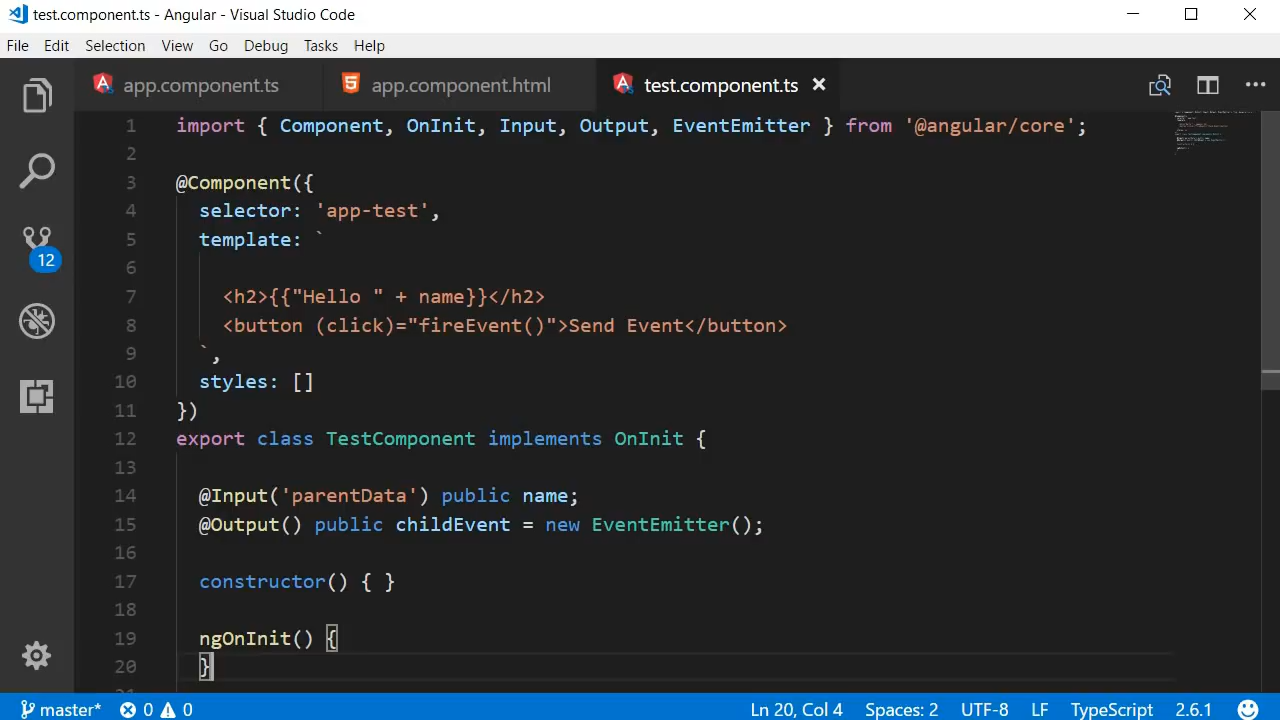 test.component.ts - Angular - Visual Studio Code
File Edit Selection View Go Debug Tasks Help
app.component.ts app.component.html test.component.ts
1 import { Component, OnInit, Input, Output, EventEmitter } from '@angular/core';
2
3 @Component({
4 selector: 'app-test',
5 template: `
6
7 <h2>{{"Hello " + name}}</h2>
8 <button (click)="fireEvent()">Send Event</button>
9 `,
10 styles: []
11 })
12 export class TestComponent implements OnInit {
13
14 @Input('parentData') public name;
15 @Output() public childEvent = new EventEmitter();
16
17 constructor() { }
18
19 ngOnInit() {
20 }
12
master* 0 0 Ln 20, Col 4 Spaces: 2 UTF-8 LF TypeScript 2.6.1